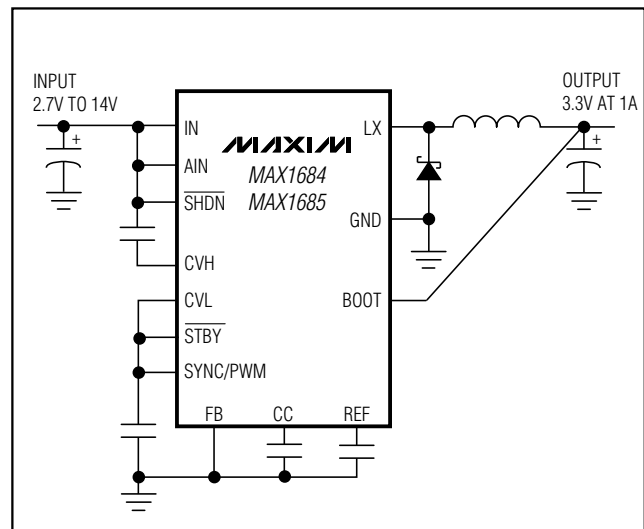 INPUT
2.7V TO 14V
OUTPUT
3.3V AT 1A
+
+
IN
LX
MAXIM
AIN
MAX1684
SHDN
MAX1685
GND
CVH
CVL
BOOT
STBY
SYNC/PWM
FB
CC
REF